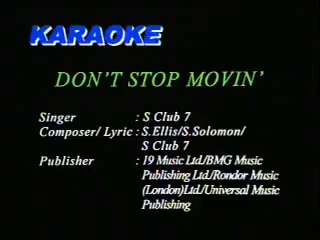 KARAOKE
DON'T STOP MOVIN'
Singer : S Club 7
Composer/ Lyric : S.Ellis/S.Solomon/
S Club 7
Publisher : 19 Music Ltd./BMG Music
Publishing Ltd./Rondor Music
(London)Ltd./Universal Music
Publishing